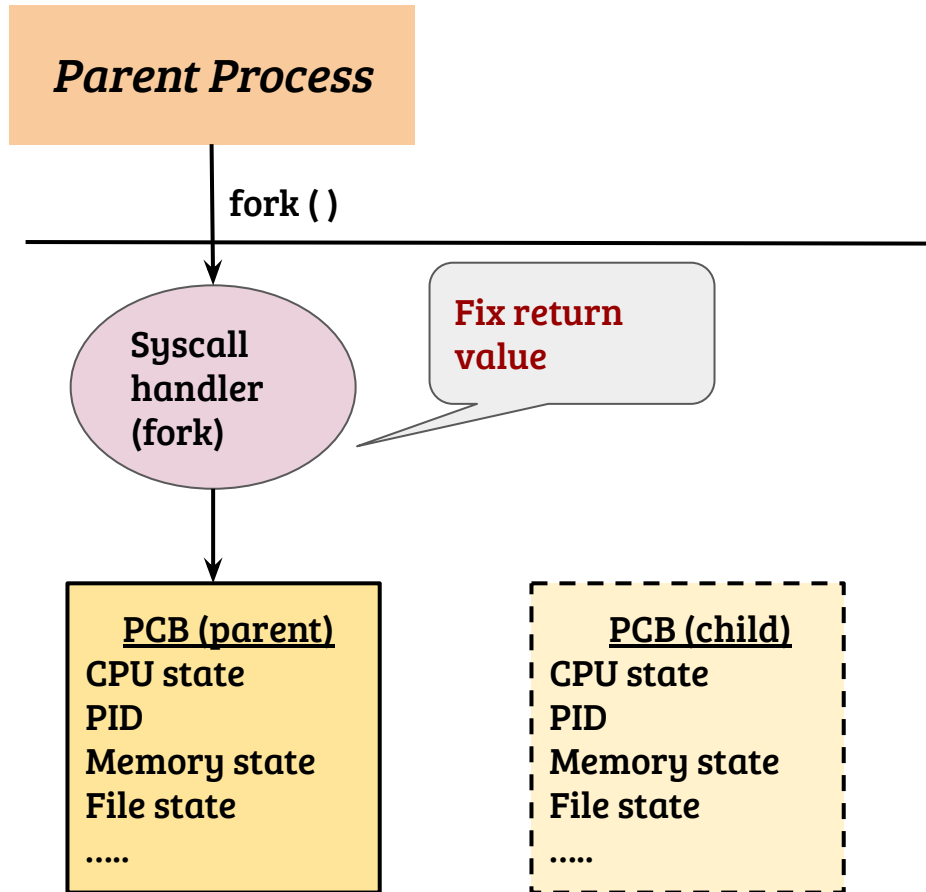 Parent Process
fork ( )
Fix return
value
Syscall
handler
(fork)
PCB (parent)
CPU state
PID
Memory state
File state
.....
PCB (child)
CPU state
PID
Memory state
File state
.....